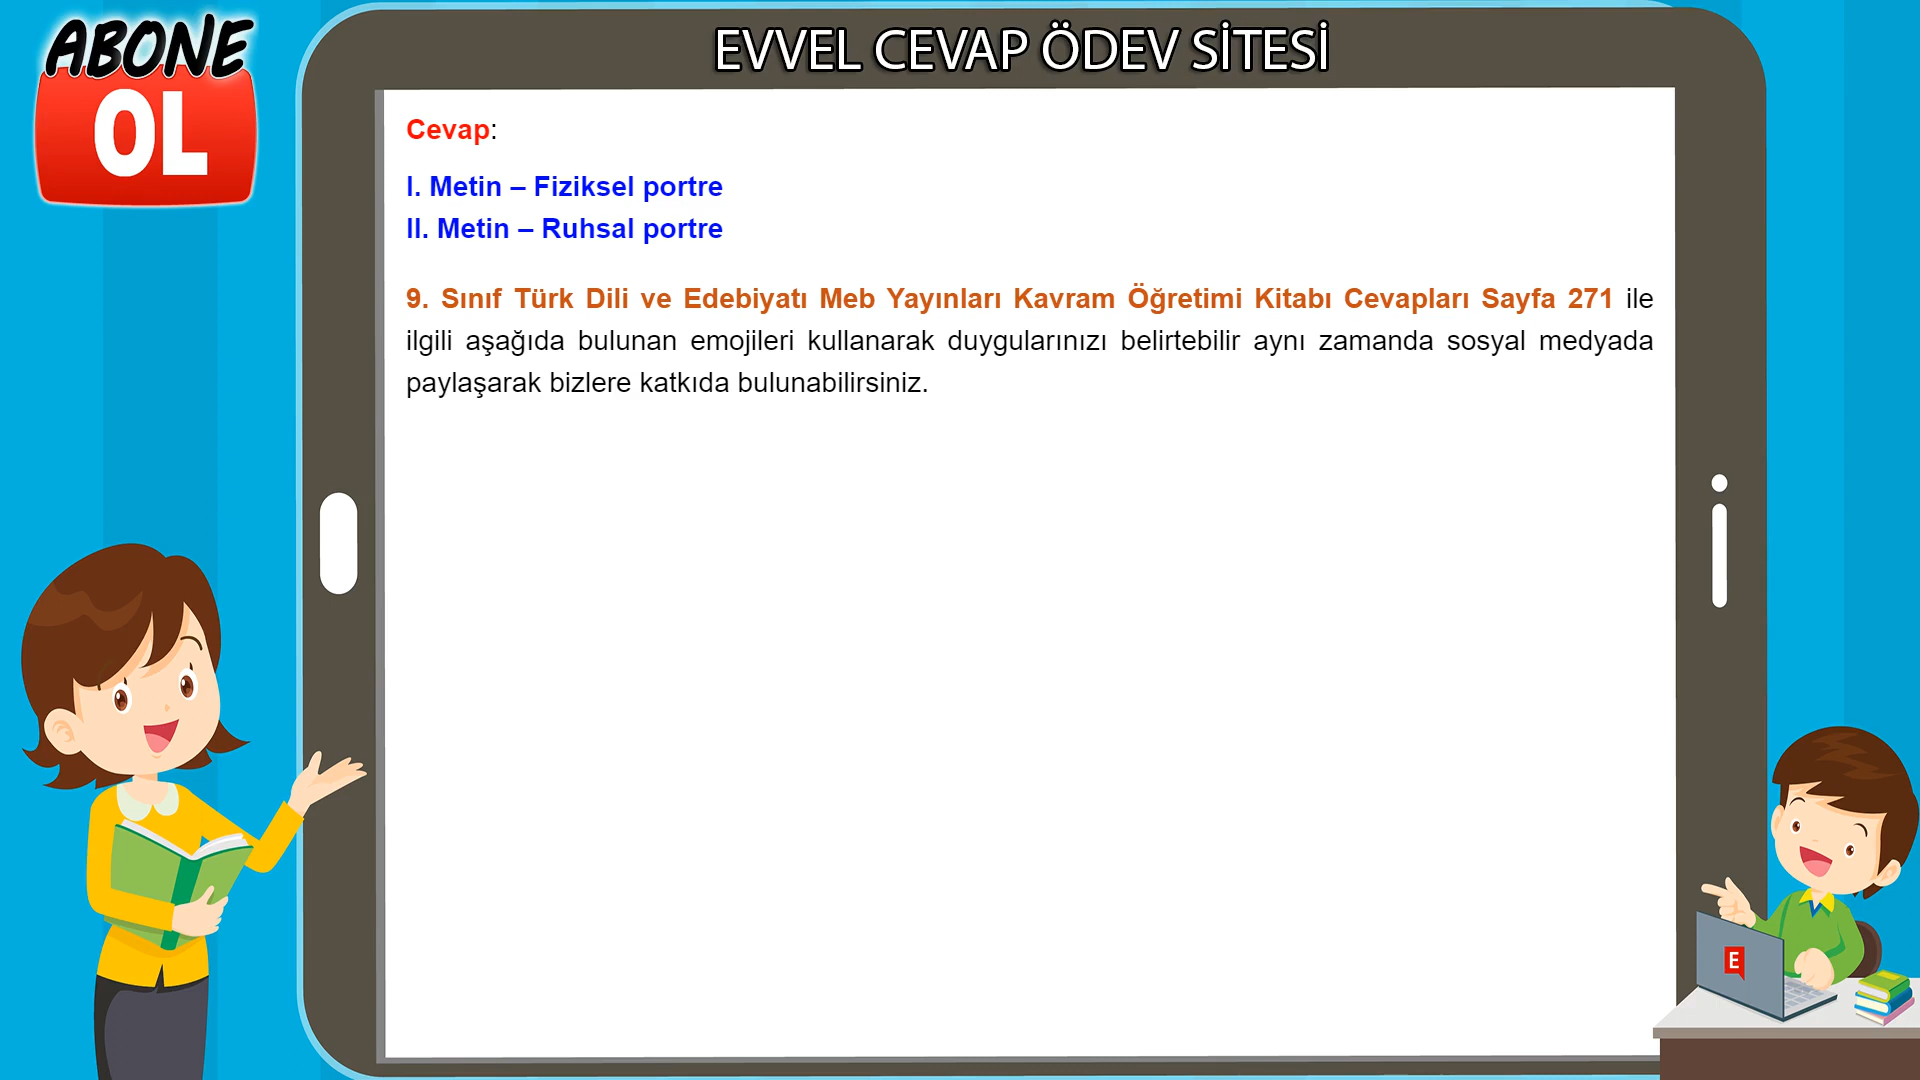 ABONE
OL
EVVEL CEVAP ÖDEV SİTESİ
Cevap:
I. Metin – Fiziksel portre
II. Metin – Ruhsal portre
9. Sınıf Türk Dili ve Edebiyatı Meb Yayınları Kavram Öğretimi Kitabı Cevapları Sayfa 271 ile
ilgili aşağıda bulunan emojileri kullanarak duygularınızı belirtebilir aynı zamanda sosyal medyada
paylaşarak bizlere katkıda bulunabilirsiniz.
E